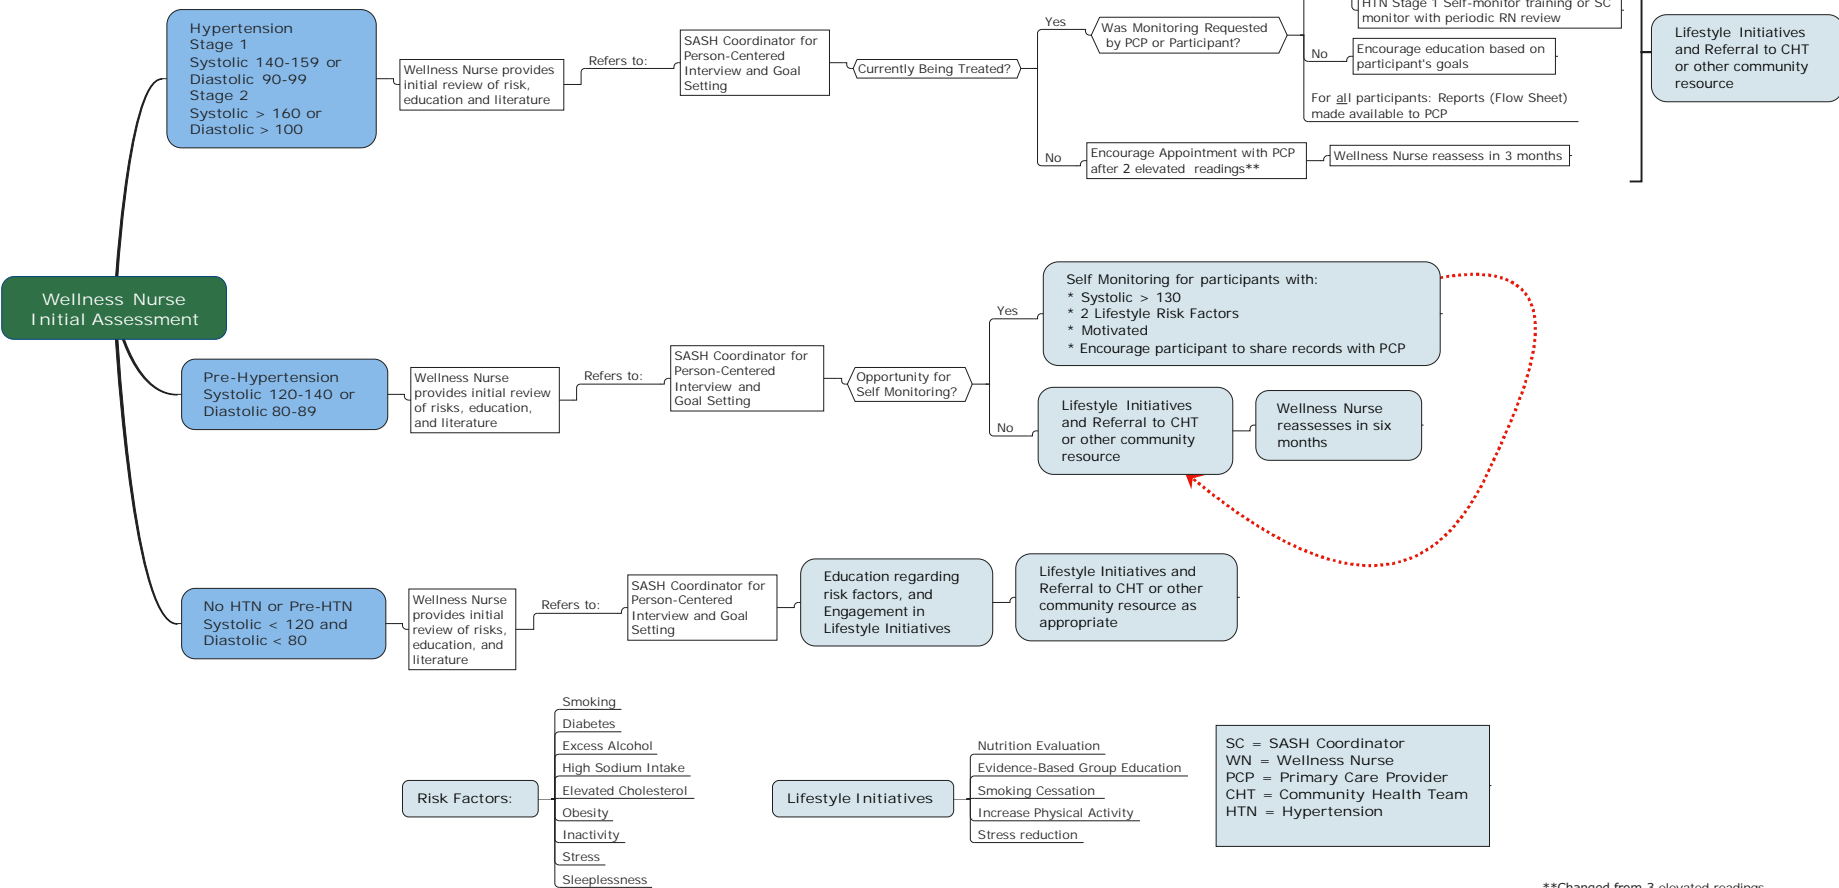 Hypertension
Stage 1
Systolic 140-159 or
Diastolic 90-99
Stage 2
Systolic > 160 or
Diastolic > 100
Wellness Nurse provides
initial review of risk,
education and literature
Refers to:
SASH Coordinator for
Person-Centered
Interview and Goal
Setting
Currently Being Treated?
Yes
Was Monitoring Requested
by PCP or Participant?
HTN Stage 1 Self-monitor training or SC
monitor with periodic RN review
No
Encourage education based on
participant's goals
For all participants: Reports (Flow Sheet)
made available to PCP
No
Encourage Appointment with PCP
after 2 elevated readings**
Wellness Nurse reassess in 3 months
Lifestyle Initiatives
and Referral to CHT
or other community
resource
Wellness Nurse
Initial Assessment
Pre-Hypertension
Systolic 120-140 or
Diastolic 80-89
Wellness Nurse
provides initial review
of risks, education,
and literature
Refers to:
SASH Coordinator for
Person-Centered
Interview and
Goal Setting
Opportunity for
Self Monitoring?
Yes
Self Monitoring for participants with:
* Systolic > 130
* 2 Lifestyle Risk Factors
* Motivated
* Encourage participant to share records with PCP
No
Lifestyle Initiatives
and Referral to CHT
or other community
resource
Wellness Nurse
reassesses in six
months
No HTN or Pre-HTN
Systolic < 120 and
Diastolic < 80
Wellness Nurse
provides initial
review of risks,
education, and
literature
Refers to:
SASH Coordinator for
Person-Centered
Interview and Goal
Setting
Education regarding
risk factors, and
Engagement in
Lifestyle Initiatives
Lifestyle Initiatives and
Referral to CHT or other
community resource as
appropriate
Risk Factors:
Smoking
Diabetes
Excess Alcohol
High Sodium Intake
Elevated Cholesterol
Obesity
Inactivity
Stress
Sleeplessness
Lifestyle Initiatives
Nutrition Evaluation
Evidence-Based Group Education
Smoking Cessation
Increase Physical Activity
Stress reduction
SC = SASH Coordinator
WN = Wellness Nurse
PCP = Primary Care Provider
CHT = Community Health Team
HTN = Hypertension
**Changed from 3 elevated readings